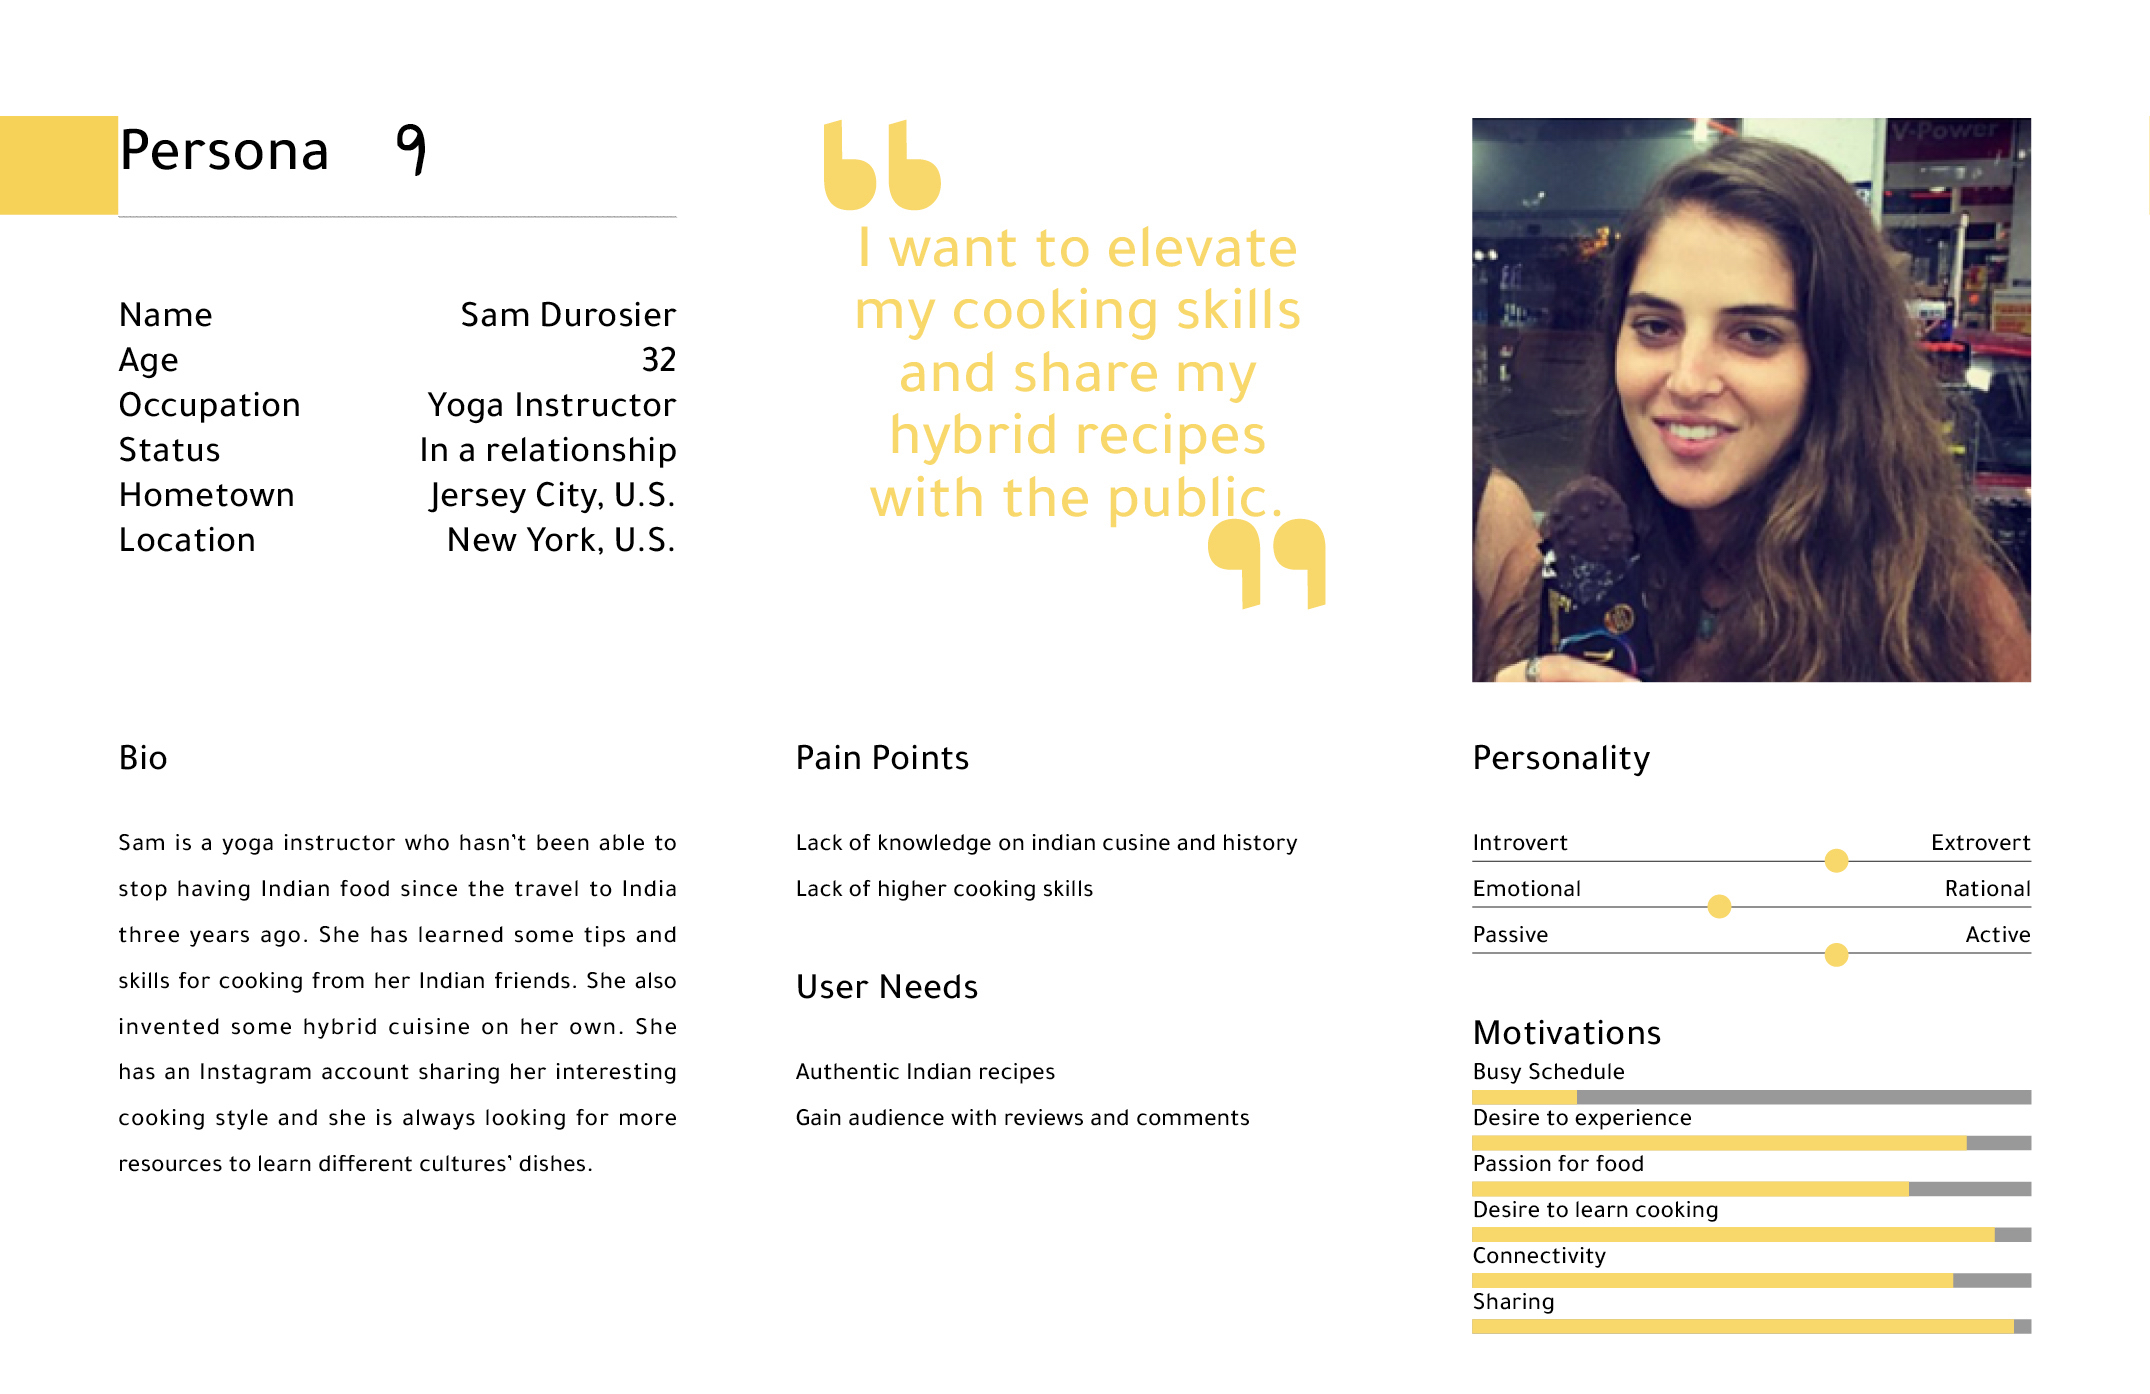 Persona 9
Name Sam Durosier
Age 32
Occupation Yoga Instructor
Status In a relationship
Hometown Jersey City, U.S.
Location New York, U.S.
“
I want to elevate
my cooking skills
and share my
hybrid recipes
with the public.
”
V-Power
Bio
Sam is a yoga instructor who hasn’t been able to
stop having Indian food since the travel to India
three years ago. She has learned some tips and
skills for cooking from her Indian friends. She also
invented some hybrid cuisine on her own. She
has an Instagram account sharing her interesting
cooking style and she is always looking for more
resources to learn different cultures’ dishes.
Pain Points
Lack of knowledge on indian cusine and history
Lack of higher cooking skills
User Needs
Authentic Indian recipes
Gain audience with reviews and comments
Personality
Introvert Extrovert
Emotional Rational
Passive Active
Motivations
Busy Schedule
Desire to experience
Passion for food
Desire to learn cooking
Connectivity
Sharing